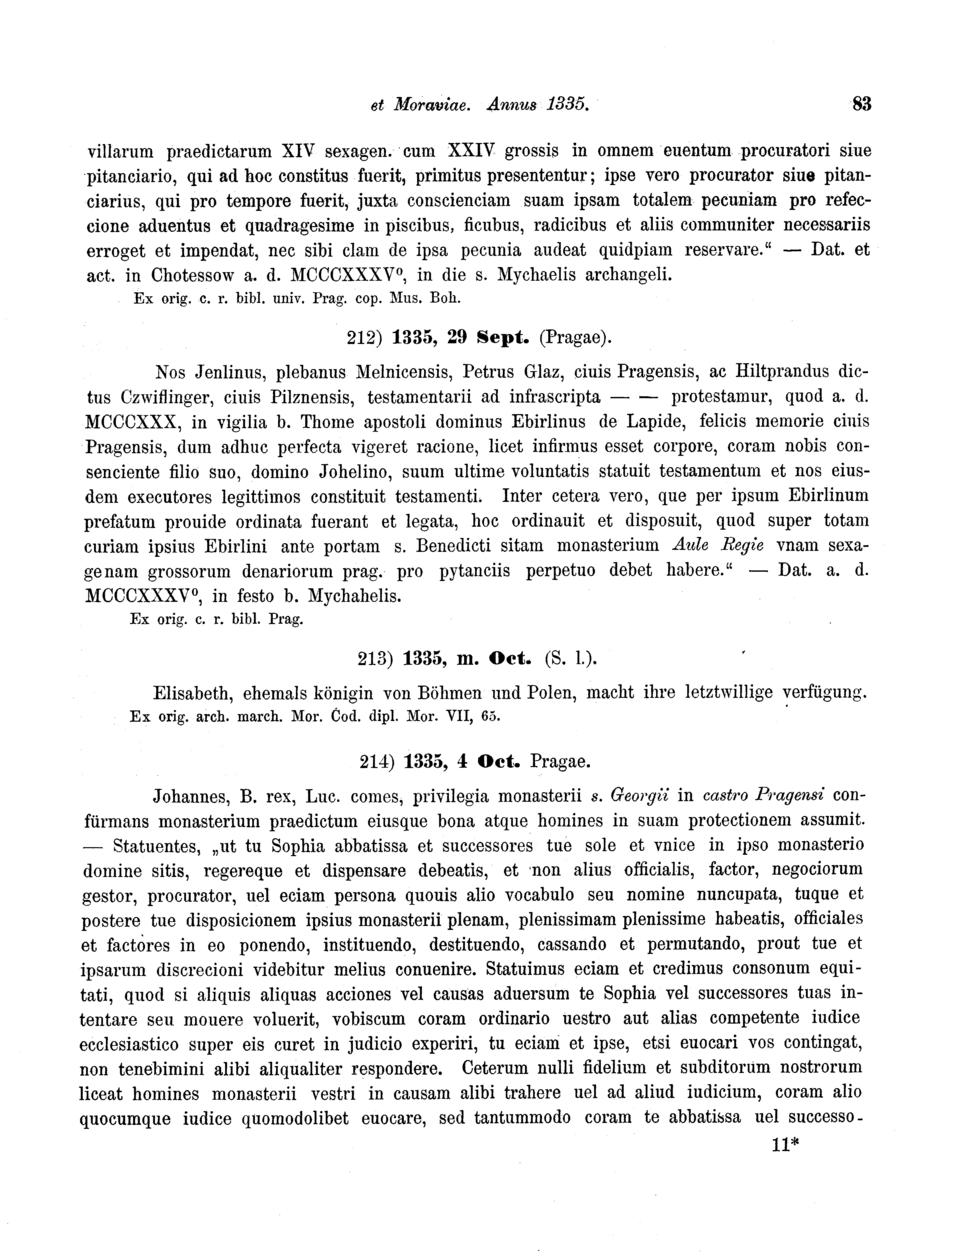 et Moraviae. Annus 1335. 83
villarum praedictarum XIV sexagen. cum XXIV grossis in omnem euentum procuratori siue
pitanciario, qui ad hoc constitus fuerit, primitus presententur; ipse vero procurator siue pitan-
ciarius, qui pro tempore fuerit, juxta conscienciam suam ipsam totalem pecuniam pro refec-
cione aduentus et quadragesime in piscibus, ficubus, radicibus et aliis communiter necessariis
erroget et impendat, nec sibi clam de ipsa pecunia audeat quidpiam reservare.“ — Dat. et
act. in Chotessow a. d. MCCCXXXV⁰, in die s. Mychaelis archangeli.
Ex orig. c. r. bibl. univ. Prag. cop. Mus. Boh.
212) 1335, 29 Sept. (Pragae).
Nos Jenlinus, plebanus Melnicensis, Petrus Glaz, ciuis Pragensis, ac Hiltprandus dic-
tus Czwiflinger, ciuis Pilznensis, testamentarii ad infrascripta — — protestamur, quod a. d.
MCCCXXX, in vigilia b. Thome apostoli dominus Ebirlinus de Lapide, felicis memorie ciuis
Pragensis, dum adhuc perfecta vigeret racione, licet infirmus esset corpore, coram nobis con-
senciente filio suo, domino Johelino, suum ultime voluntatis statuit testamentum et nos eius-
dem executores legittimos constituit testamenti. Inter cetera vero, que per ipsum Ebirlinum
prefatum prouide ordinata fuerant et legata, hoc ordinauit et disposuit, quod super totam
curiam ipsius Ebirlini ante portam s. Benedicti sitam monasterium Aule Regie vnam sexa-
genam grossorum denariorum prag. pro pytanciis perpetuo debet habere.“ — Dat. a. d.
MCCCXXXV⁰, in festo b. Mychahelis.
Ex orig. c. r. bibl. Prag.
213) 1335, m. Oct. (S. l.).
Elisabeth, ehemals königin von Böhmen und Polen, macht ihre letztwillige verfügung.
Ex orig. arch. march. Mor. Cod. dipl. Mor. VII, 65.
214) 1335, 4 Oct. Pragae.
Johannes, B. rex, Luc. comes, privilegia monasterii s. Georgii in castro Pragensi con-
fürmans monasterium praedictum eiusque bona atque homines in suam protectionem assumit.
— Statuentes, „ut tu Sophia abbatissa et successores tue sole et vnice in ipso monasterio
domine sitis, regereque et dispensare debeatis, et non alius officialis, factor, negociorum
gestor, procurator, uel eciam persona quouis alio vocabulo seu nomine nuncupata, tuque et
postere tue disposicionem ipsius monasterii plenam, plenissimam plenissime habeatis, officiales
et factores in eo ponendo, instituendo, destituendo, cassando et permutando, prout tue et
ipsarum discrecioni videbitur melius conuenire. Statuimus eciam et credimus consonum equi-
tati, quod si aliquis aliquas acciones vel causas aduersum te Sophia vel successores tuas in-
tentare seu mouere voluerit, vobiscum coram ordinario uestro aut alias competente iudice
ecclesiastico super eis curet in judicio experiri, tu eciam et ipse, etsi euocari vos contingat,
non tenebimini alibi aliqualiter respondere. Ceterum nulli fidelium et subditorum nostrorum
liceat homines monasterii vestri in causam alibi trahere uel ad aliud iudicium, coram alio
quocumque iudice quomodolibet euocare, sed tantummodo coram te abbatissa uel successo-
11*